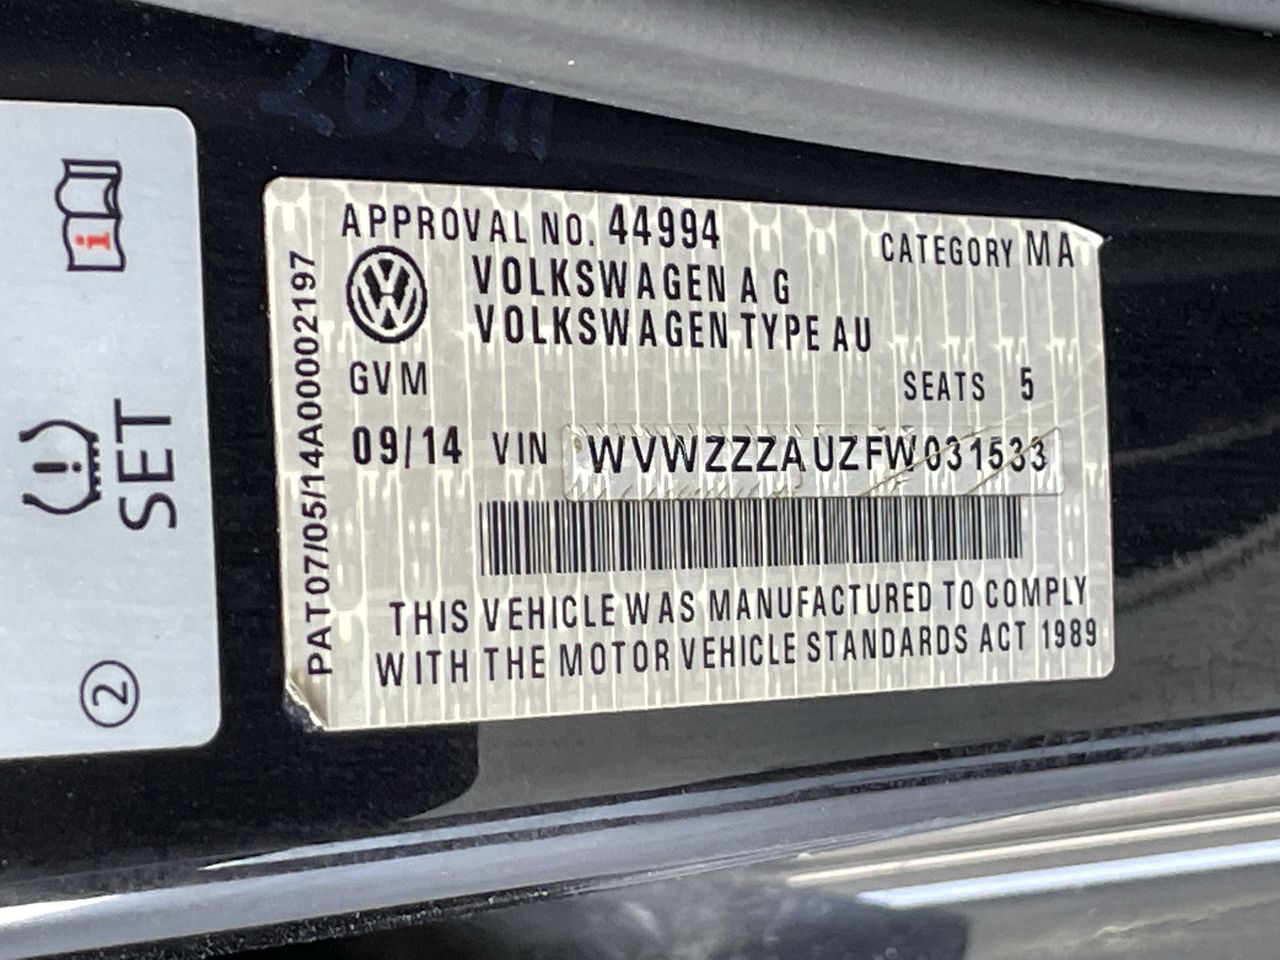 APPROVAL NO. 44994
CATEGORY MA
VOLKSWAGEN AG
VOLKSWAGEN TYPE AU
GVM
SEATS 5
09/14 VIN WVWZZZAUZFW031533
THIS VEHICLE WAS MANUFACTURED TO COMPLY
WITH THE MOTOR VEHICLE STANDARDS ACT 1989
PAT07/05/14A00002197
i
SET
2